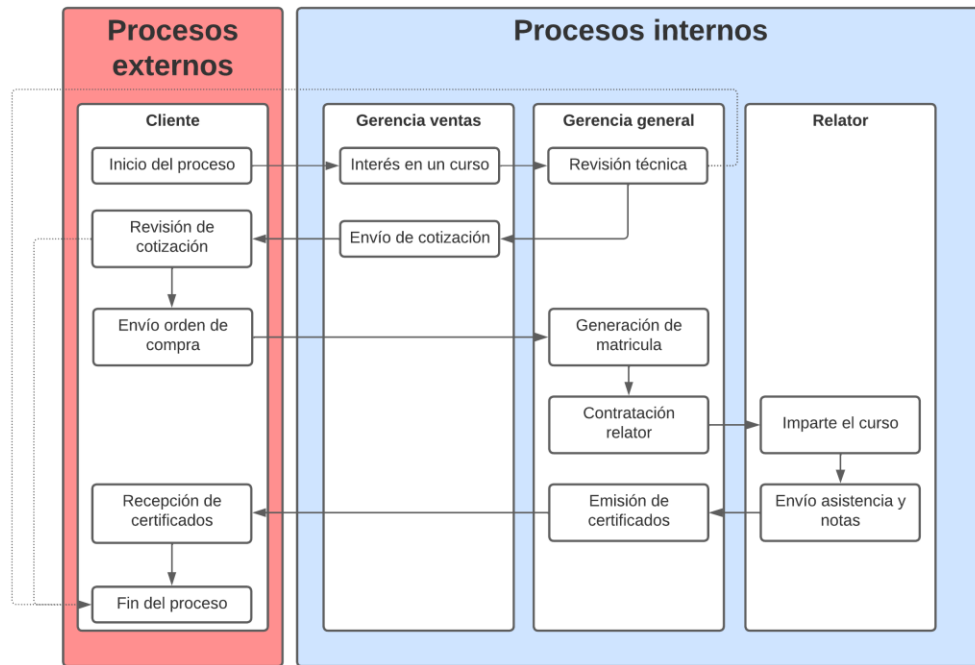 Procesos
externos
Procesos internos
Cliente
Gerencia ventas
Gerencia general
Relator
Inicio del proceso
Interés en un curso
Revisión técnica
Revisión de
cotización
Envío de cotización
Envío orden de
compra
Generación de
matricula
Contratación
relator
Imparte el curso
Recepción de
certificados
Emisión de
certificados
Envío asistencia y
notas
Fin del proceso